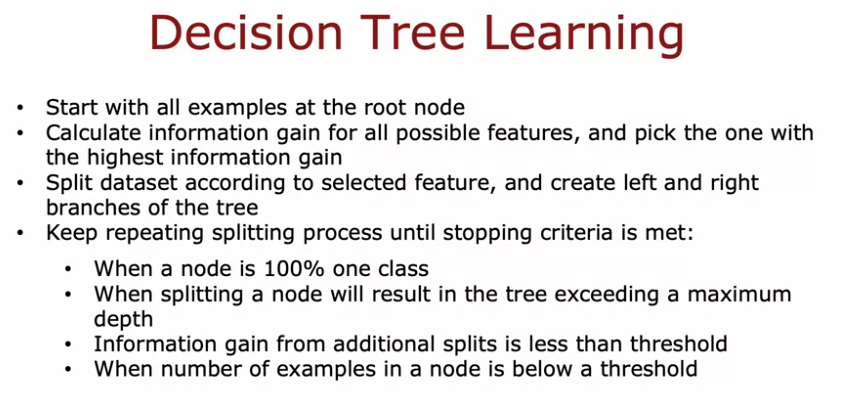 Decision Tree Learning
• Start with all examples at the root node
• Calculate information gain for all possible features, and pick the one with
the highest information gain
• Split dataset according to selected feature, and create left and right
branches of the tree
• Keep repeating splitting process until stopping criteria is met:
• When a node is 100% one class
• When splitting a node will result in the tree exceeding a maximum
depth
• Information gain from additional splits is less than threshold
• When number of examples in a node is below a threshold